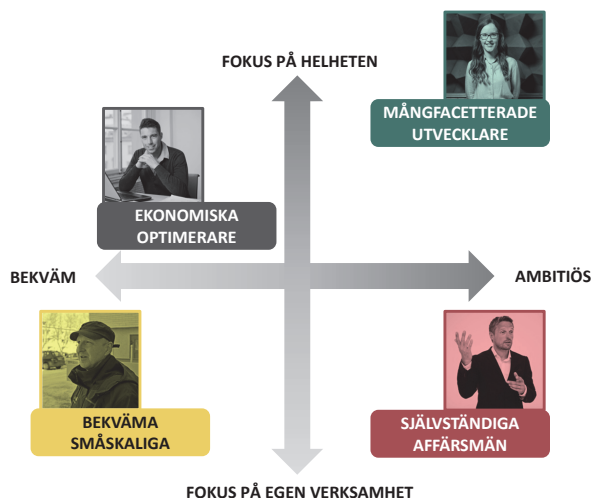 FOKUS PÅ HELHETEN
MÅNGFACETTERADE
UTVECKLARE
EKONOMISKA
OPTIMERARE
BEKVÄM
AMBITIÖS
BEKVÄMA
SMÅSKALIGA
SJÄLVSTÄNDIGA
AFFÄRSMÄN
FOKUS PÅ EGEN VERKSAMHET